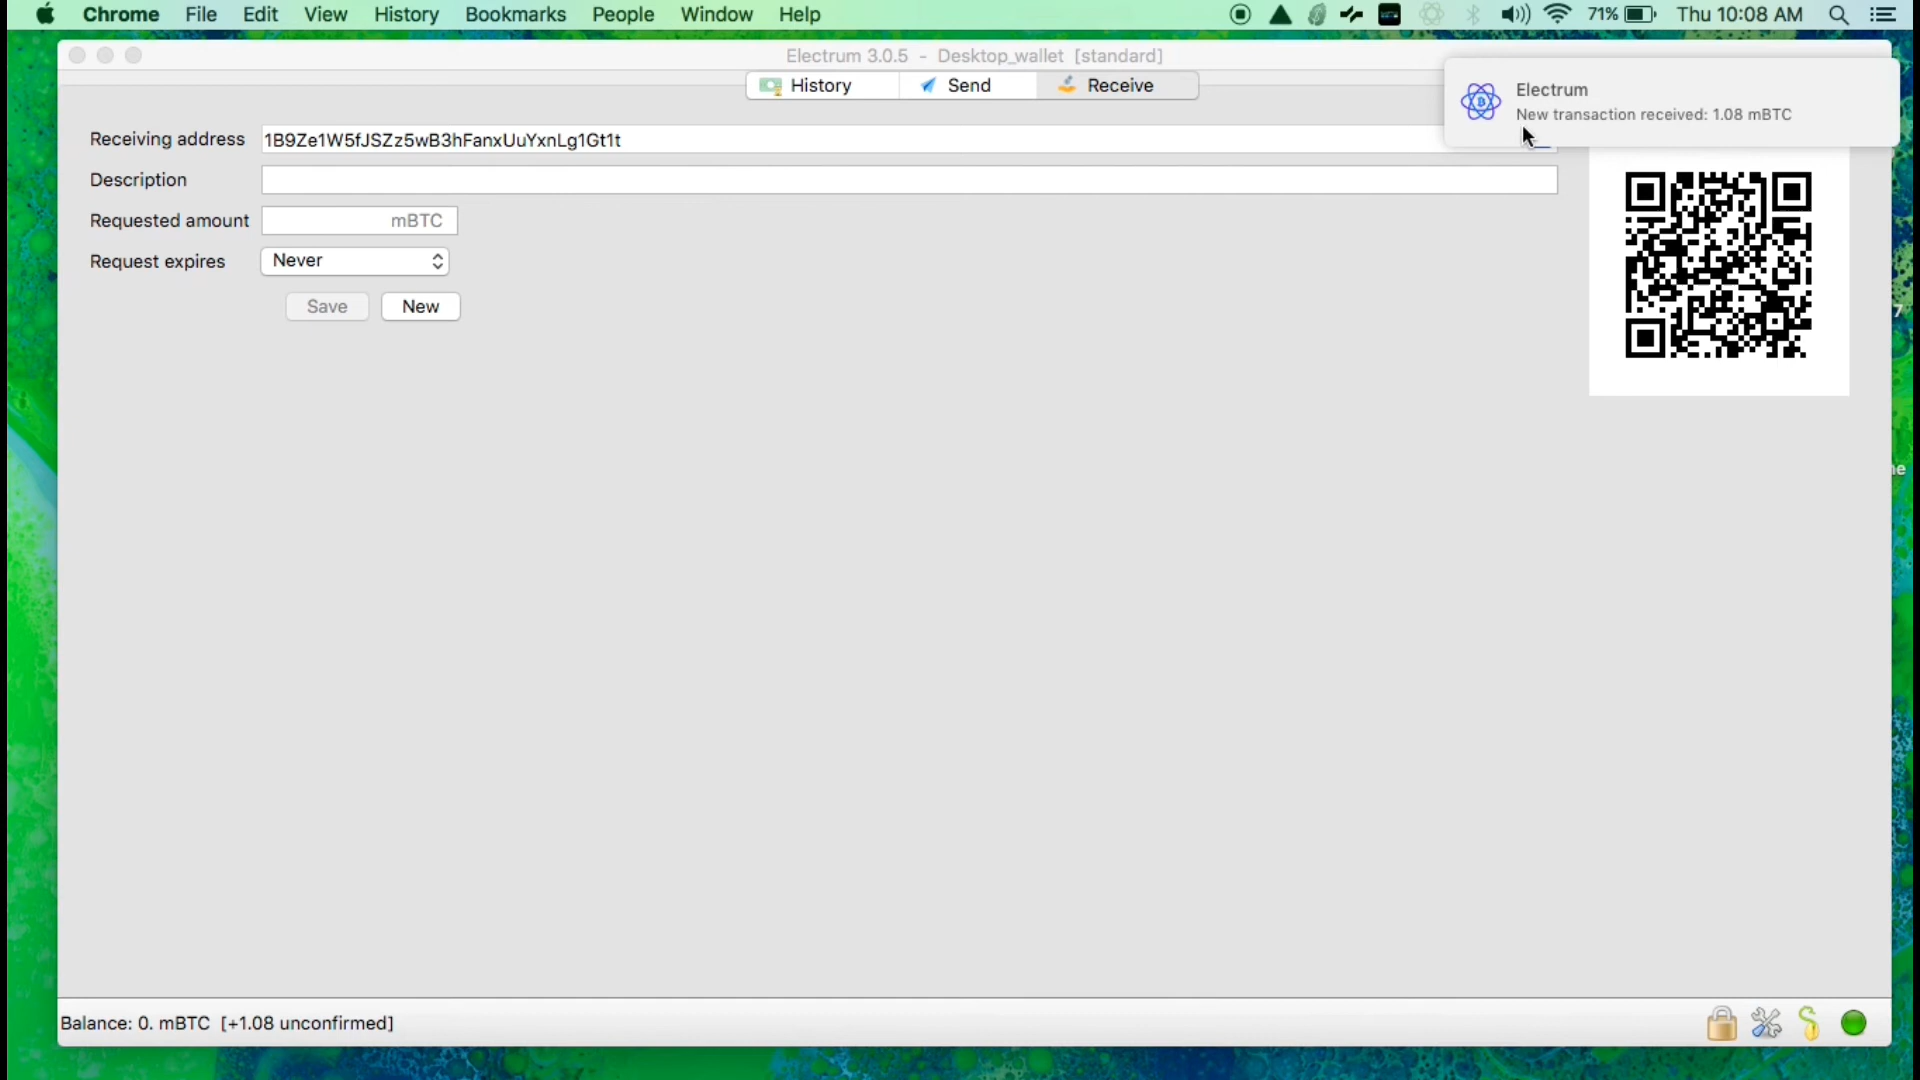 Chrome File Edit View History Bookmarks People Window Help 71% Thu 10:08 AM
Electrum 3.0.5 - Desktop_wallet [standard]
History Send Receive
Electrum
New transaction received: 1.08 mBTC
Receiving address 1B9Ze1W5fJSZz5wB3hFanxUuYxnLg1Gt1t
Description
Requested amount mBTC
Request expires Never
Save New
7
ne
Balance: 0. mBTC [+1.08 unconfirmed]